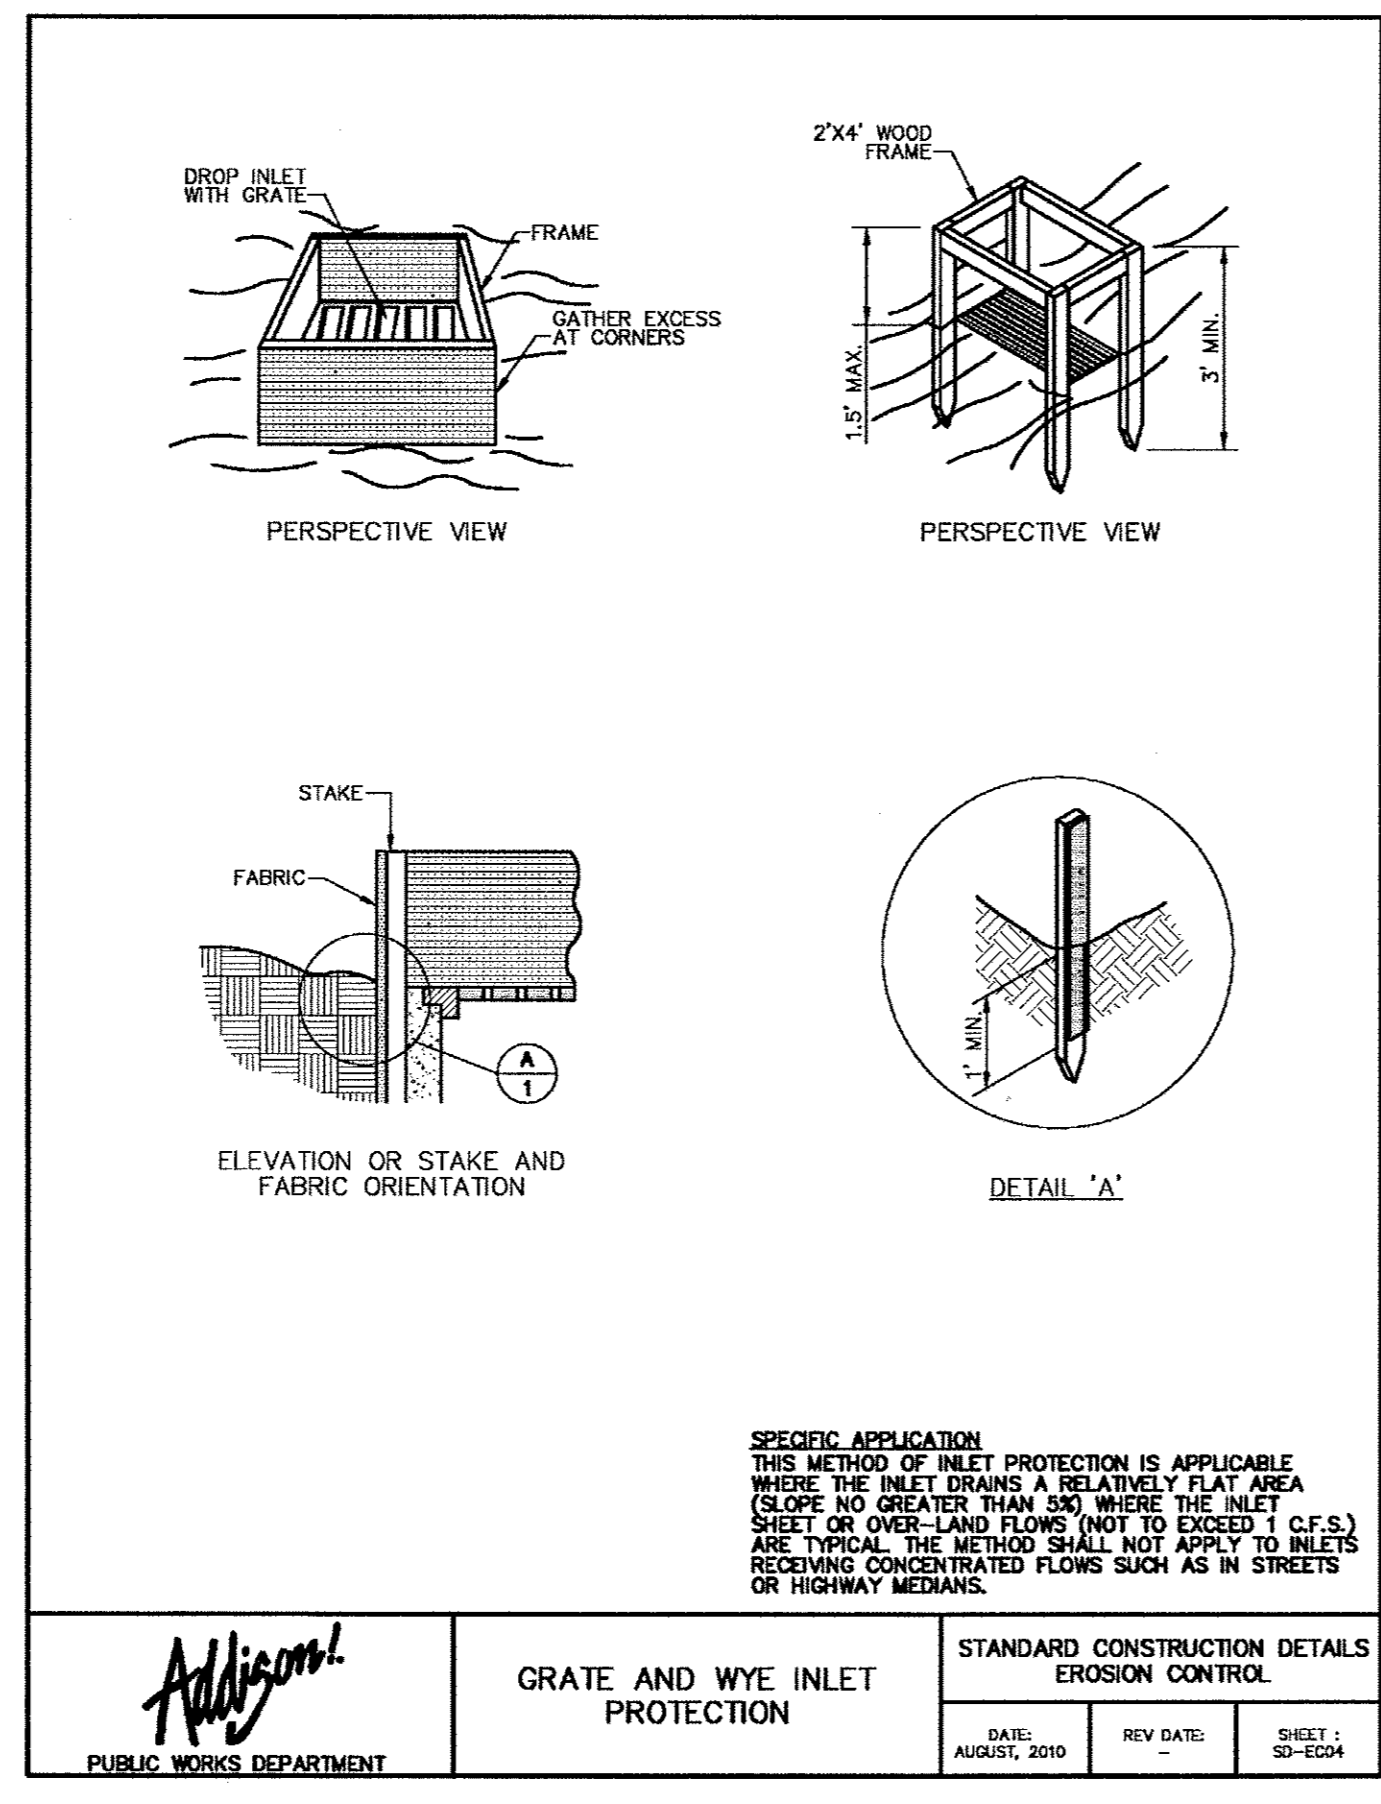 DROP INLET
WITH GRATE
FRAME
GATHER EXCESS
AT CORNERS
PERSPECTIVE VIEW
2'X4' WOOD
FRAME
1.5' MAX.
3' MIN.
PERSPECTIVE VIEW
STAKE
FABRIC
A
1
ELEVATION OR STAKE AND
FABRIC ORIENTATION
1' MIN.
DETAIL 'A'
SPECIFIC APPLICATION
THIS METHOD OF INLET PROTECTION IS APPLICABLE
WHERE THE INLET DRAINS A RELATIVELY FLAT AREA
(SLOPE NO GREATER THAN 5%) WHERE THE INLET
SHEET OR OVER-LAND FLOWS (NOT TO EXCEED 1 C.F.S.)
ARE TYPICAL. THE METHOD SHALL NOT APPLY TO INLETS
RECEIVING CONCENTRATED FLOWS SUCH AS IN STREETS
OR HIGHWAY MEDIANS.
Addison!
PUBLIC WORKS DEPARTMENT
GRATE AND WYE INLET
PROTECTION
STANDARD CONSTRUCTION DETAILS
EROSION CONTROL
DATE:
AUGUST, 2010
REV DATE:
-
SHEET :
SD-EC04